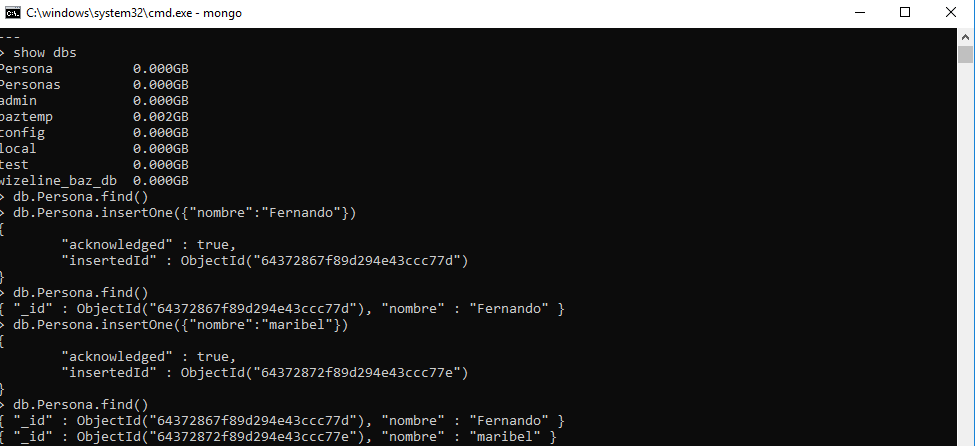 C:\windows\system32\cmd.exe - mongo
---
> show dbs
Persona          0.000GB
Personas         0.000GB
admin            0.000GB
baztemp          0.002GB
config           0.000GB
local            0.000GB
test             0.000GB
wizeline_baz_db  0.000GB
> db.Persona.find()
> db.Persona.insertOne({"nombre":"Fernando"})
{
        "acknowledged" : true,
        "insertedId" : ObjectId("64372867f89d294e43ccc77d")
}
> db.Persona.find()
{ "_id" : ObjectId("64372867f89d294e43ccc77d"), "nombre" : "Fernando" }
> db.Persona.insertOne({"nombre":"maribel"})
{
        "acknowledged" : true,
        "insertedId" : ObjectId("64372872f89d294e43ccc77e")
}
> db.Persona.find()
{ "_id" : ObjectId("64372867f89d294e43ccc77d"), "nombre" : "Fernando" }
{ "_id" : ObjectId("64372872f89d294e43ccc77e"), "nombre" : "maribel" }